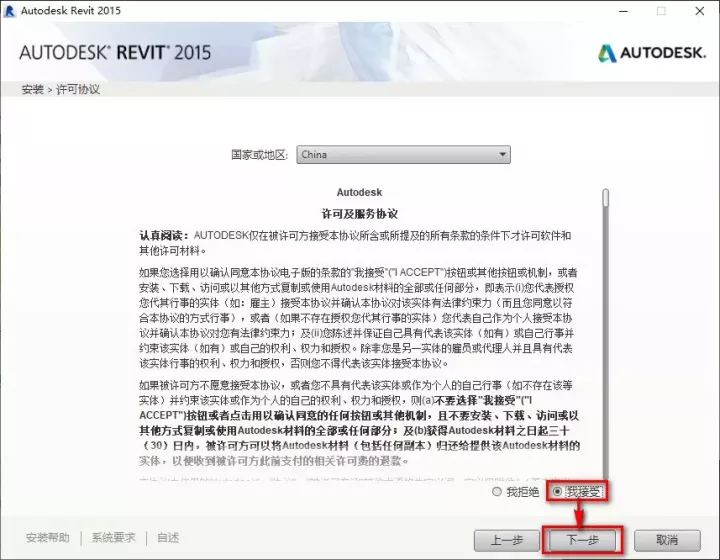 Autodesk Revit 2015
AUTODESK® REVIT® 2015
AUTODESK.
安装 > 许可协议
国家或地区: China
Autodesk
许可及服务协议
认真阅读：AUTODESK仅在被许可方接受本协议所含或所提及的所有条款的条件下才许可软件和
其他许可材料。
如果您选择用以确认同意本协议电子版的条款的“我接受”("I ACCEPT")按钮或其他按钮或机制，或者
安装、下载、访问或以其他方式复制或使用Autodesk材料的全部或任何部分，即表示(i)您代表授权
您代其行事的实体（如：雇主）接受本协议并确认本协议对该实体有法律约束力（而且您同意以符
合本协议的方式行事），或者（如果不存在授权您代其行事的实体）您代表自己作为个人接受本协
议并确认本协议对您有法律约束力；及(ii)您陈述并保证自己具有代表该实体（如有）或自己行事并
约束该实体（如有）或自己的权利、权力和授权。除非您是另一实体的雇员或代理人并且具有代表
该实体行事的权利、权力和授权，否则您不得代表该实体接受本协议。
如果被许可方不愿意接受本协议，或者您不具有代表该实体或作为个人的自己行事（如不存在该等
实体）并约束该实体或作为个人的自己的权利、权力和授权，则(a)不要选择“我接受”("I
ACCEPT")按钮或者点击用以确认同意的任何按钮或其他机制，且不要安装、下载、访问或以
其他方式复制或使用Autodesk材料的全部或任何部分；及(b)获得Autodesk材料之日起三十
（30）日内，被许可方可以将Autodesk材料（包括任何副本）归还给提供该Autodesk材料的
实体，以便收到被许可方此前支付的相关许可费的退款。
我拒绝 我接受
安装帮助 系统要求 自述 上一步 下一步 取消